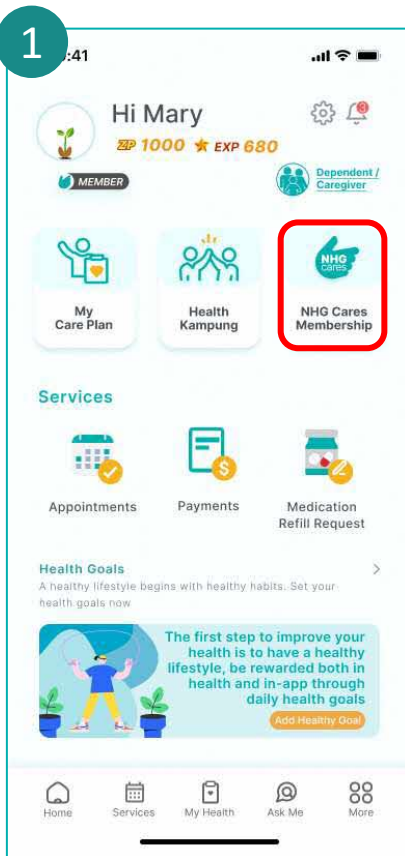 1
:41
Hi Mary
3
ZP 1000 EXP 680
MEMBER
Dependent /
Caregiver
My
Care Plan
Health
Kampung
NHG
cares
NHG Cares
Membership
Services
Appointments
Payments
Medication
Refill Request
Health Goals
A healthy lifestyle begins with healthy habits. Set your
health goals now
The first step to improve your
health is to have a healthy
lifestyle, be rewarded both in
health and in-app through
daily health goals
Add Healthy Goal
Home
Services
My Health
Ask Me
More